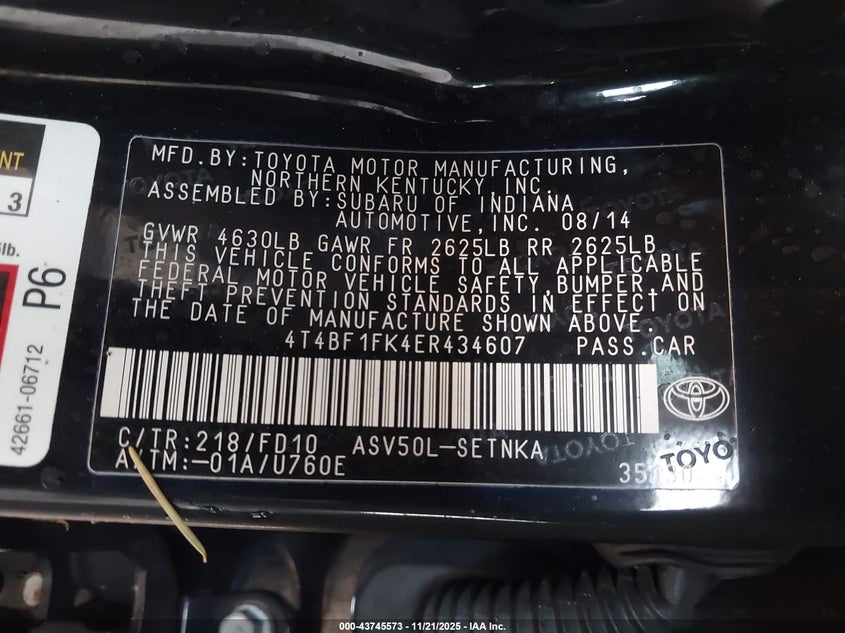 MFD.BY:TOYOTA MOTOR MANUFACTURING,
NORTHERN KENTUCKY,INC.
ASSEMBLED BY:SUBARU OF INDIANA
AUTOMOTIVE,INC. 08/14
GVWR 4630LB GAWR FR 2625LB RR 2625LB
THIS VEHICLE CONFORMS TO ALL APPLICABLE
FEDERAL MOTOR VEHICLE SAFETY,BUMPER,AND
THEFT PREVENTION STANDARDS IN EFFECT ON
THE DATE OF MANUFACTURE SHOWN ABOVE.
4T4BF1FK4ER434607 PASS.CAR
C/TR:218/FD10 ASV50L-SETNKA
A/TM:-01A/U760E
TOYO
NT
3
lb.
P6
42661-06712
000-43745573 | 11/21/2025 - IAA Inc.